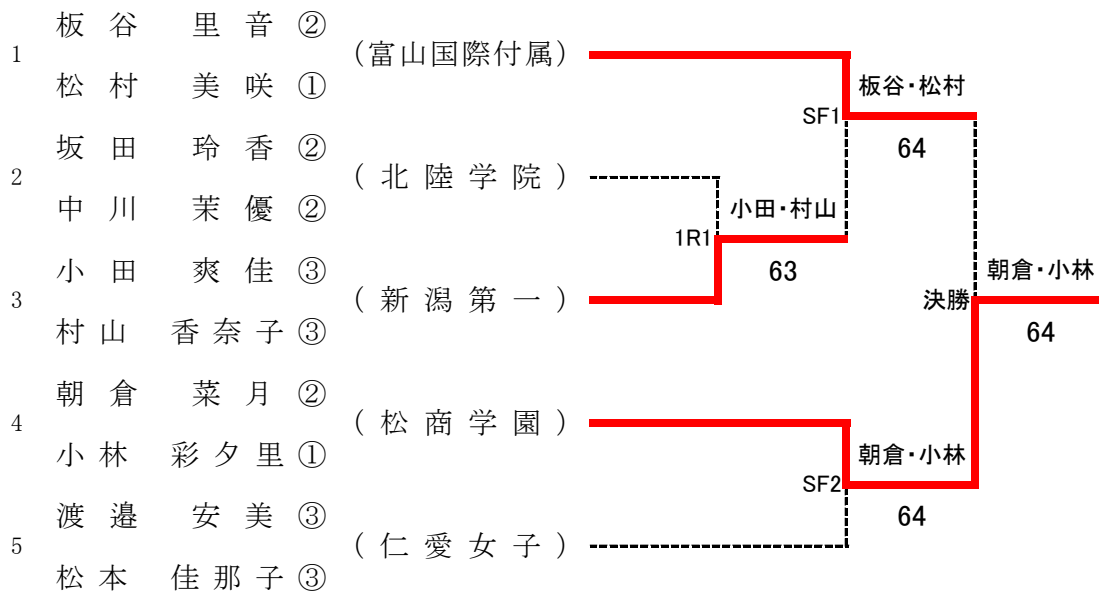 板谷 里音 ②
1 (富山国際付属)
松村 美咲 ①
板谷・松村
SF1
64
坂田 玲香 ②
2 (北陸学院)
中川 茉優 ②
小田・村山
1R1
63
小田 爽佳 ③
3 (新潟第一)
村山 香奈子 ③
朝倉・小林
決勝
64
朝倉 菜月 ②
4 (松商学園)
小林 彩夕里 ①
朝倉・小林
SF2
64
渡邉 安美 ③
5 (仁愛女子)
松本 佳那子 ③